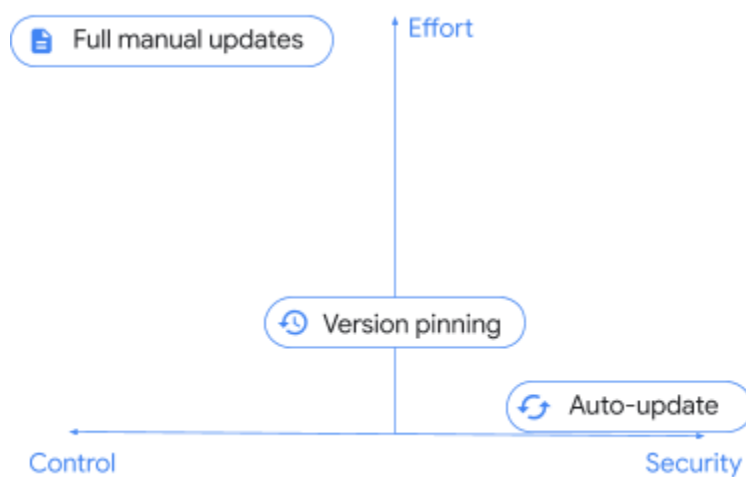 Full manual updates
Effort
Version pinning
Auto-update
Control
Security